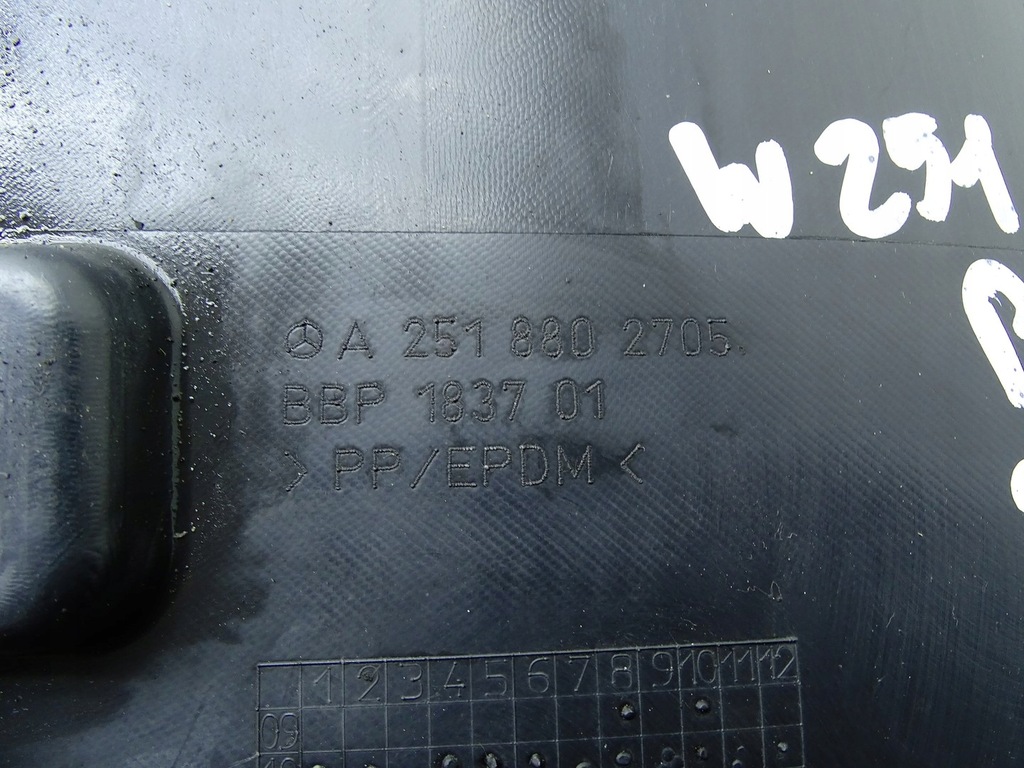 W251
A 251 880 2705
BBP 1837 01
> PP/EPDM <
1 2 3 4 5 6 7 8 9 10 11 12
09